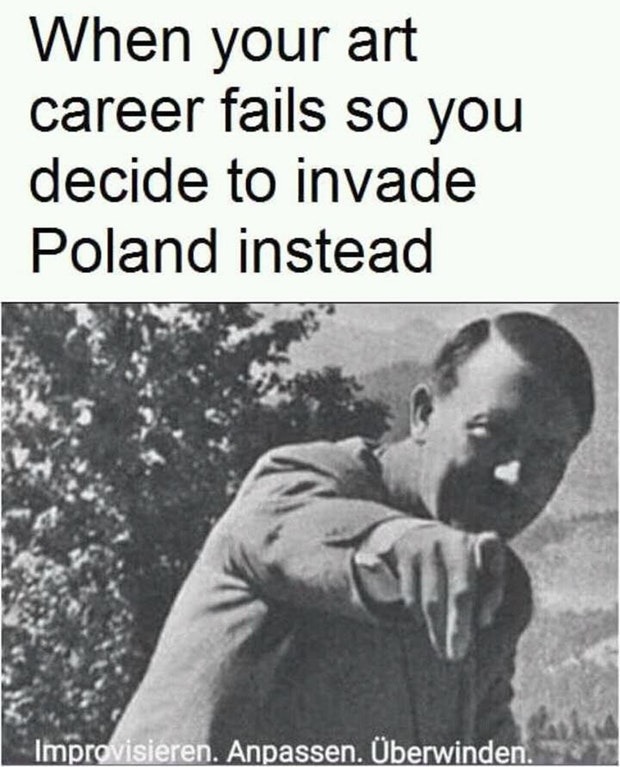 When your art
career fails so you
decide to invade
Poland instead
Improvisieren. Anpassen. Überwinden.